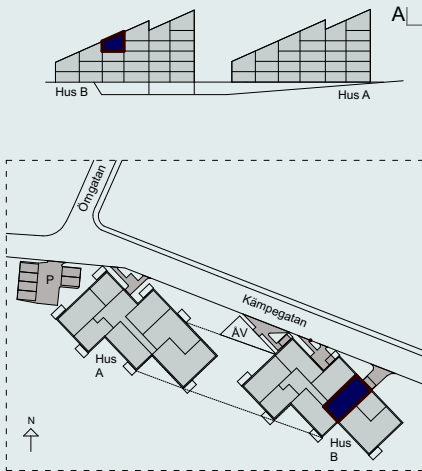 A
Hus B
Hus A
Örngatan
P
Kämpegatan
ÅV
Hus
A
N
Hus
B